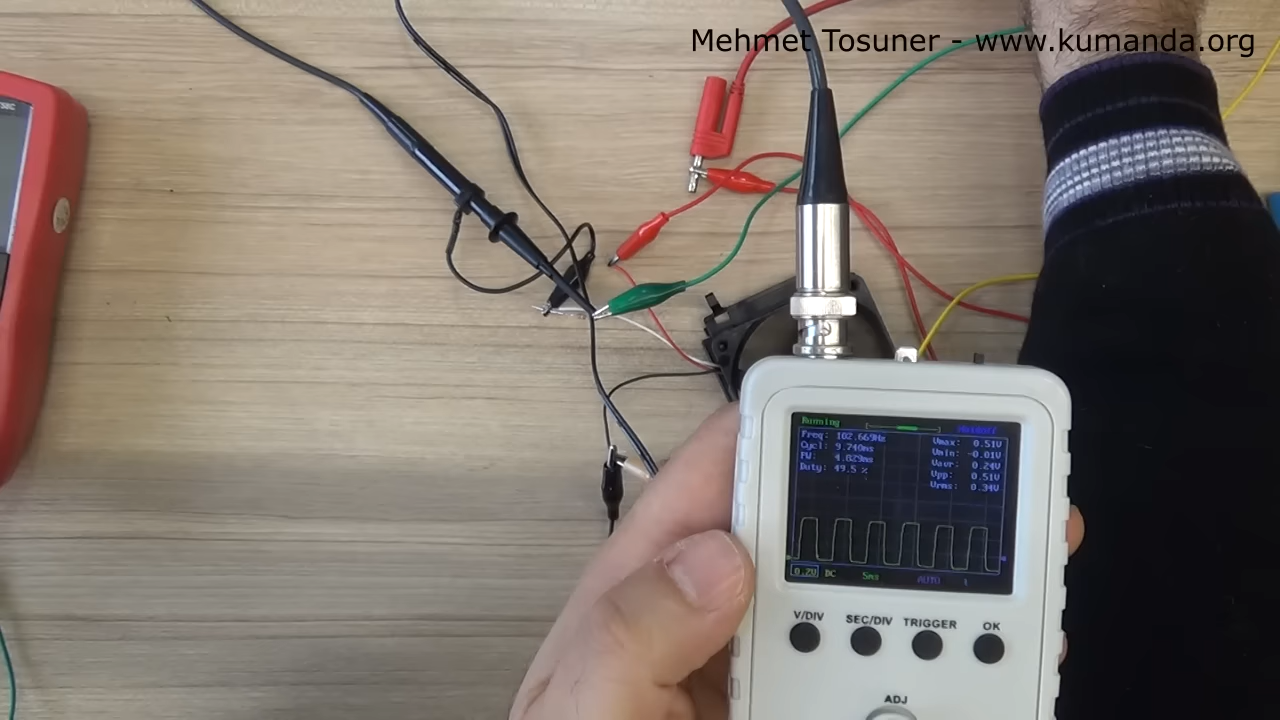 Mehmet Tosuner - www.kumanda.org
Running
HoldOff
Freq: 102.669Hz
Cycl: 9.740ms
PW: 4.829ms
Duty: 49.5 %
Vmax: 0.51V
Vmin: -0.01V
Vavr: 0.24V
Vpp: 0.51V
Vrms: 0.34V
0.2V DC 5ms AUTO
V/DIV SEC/DIV TRIGGER OK
ADJ